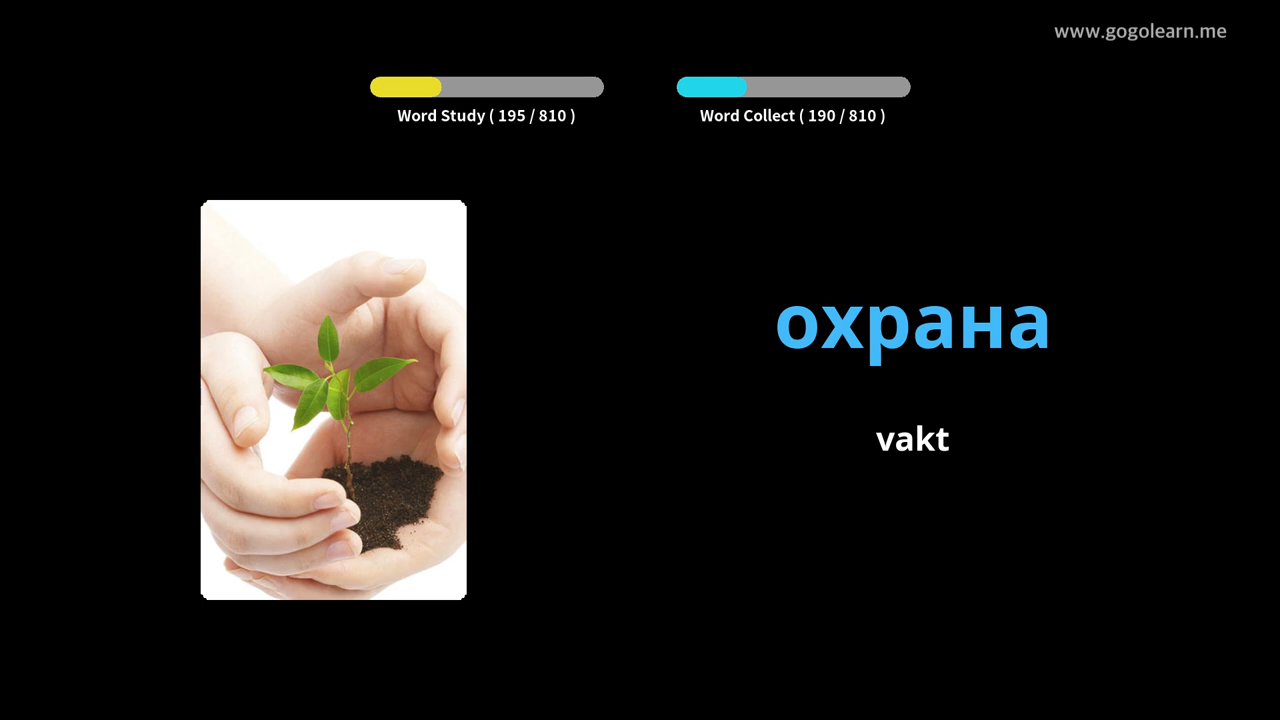 www.gogolearn.me
Word Study ( 195 / 810 )
Word Collect ( 190 / 810 )
охрана
vakt